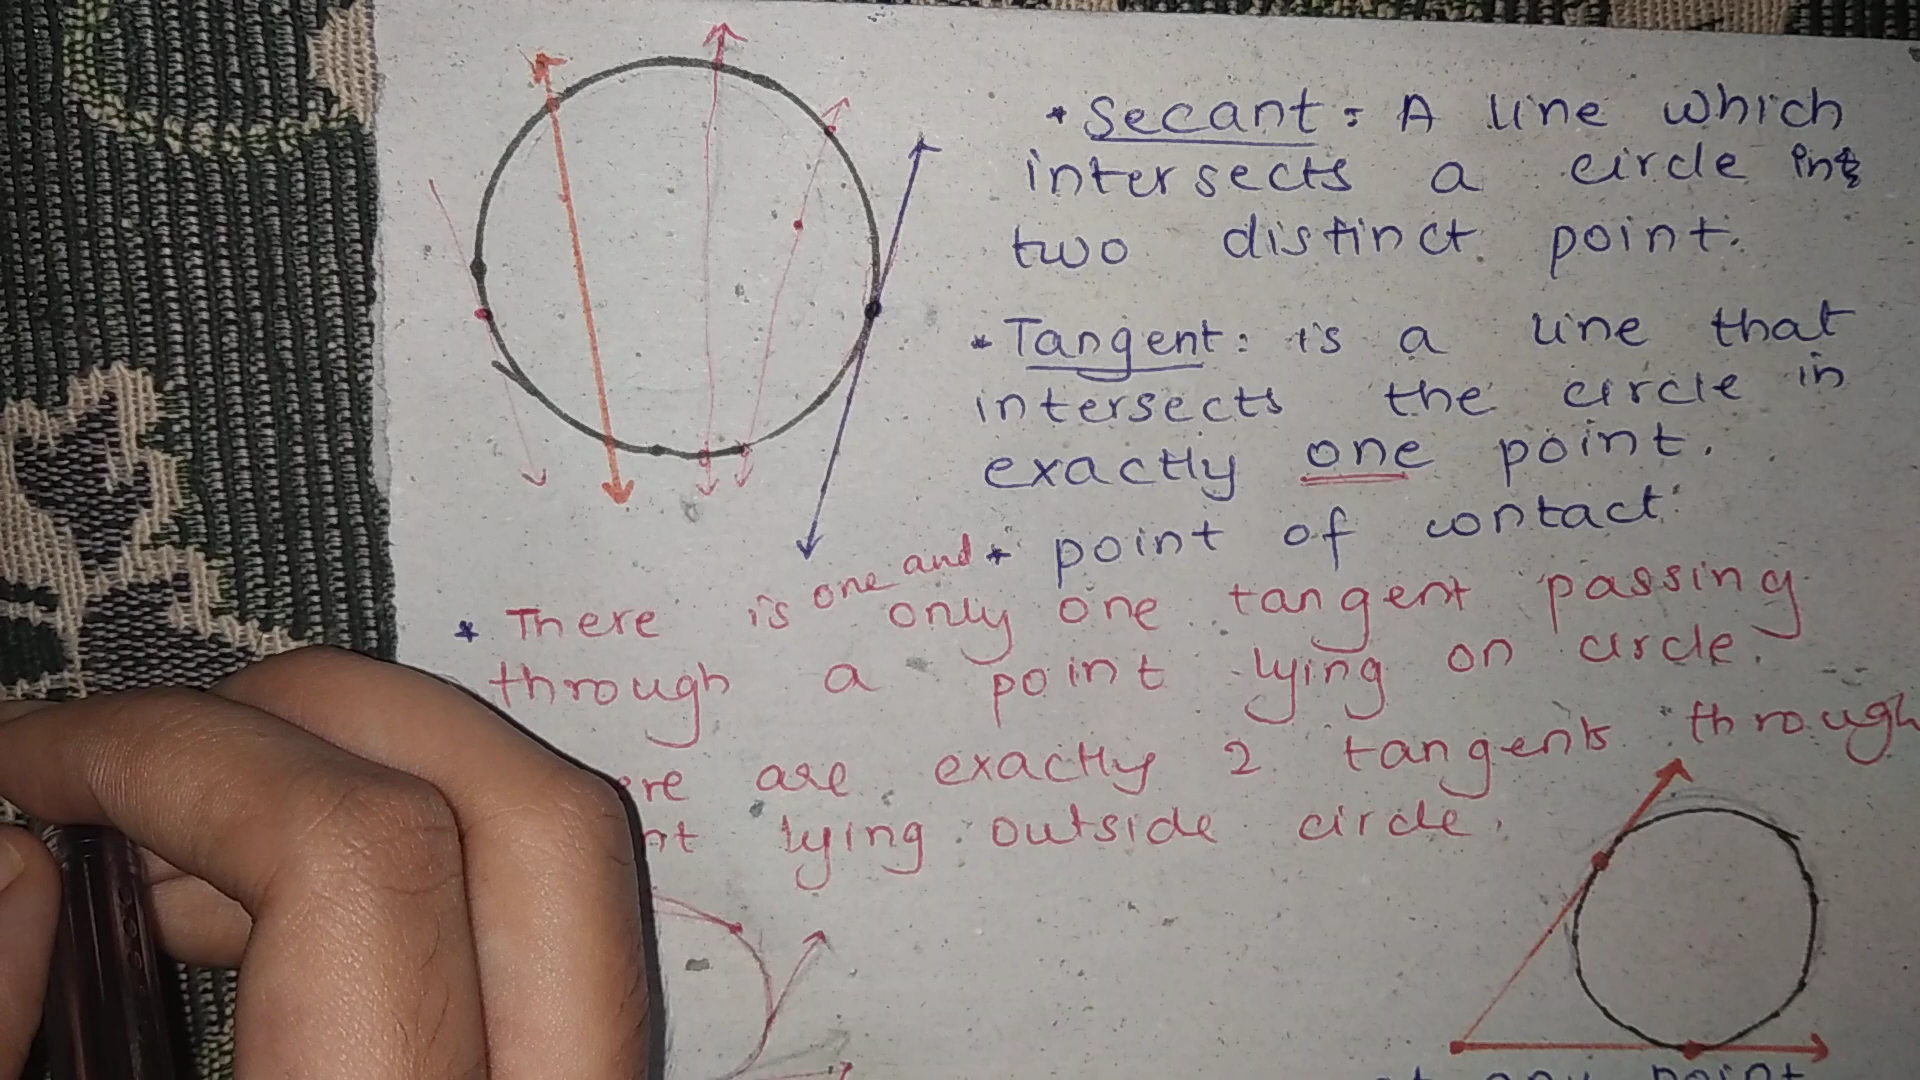 * Secant : A line which
intersects a circle in
two distinct point.
* Tangent : is a line that
intersects the circle in
exactly one point.
* point of contact
* There is one and only one tangent passing
through a point lying on circle.
are exactly 2 tangents through
lying outside circle.
point